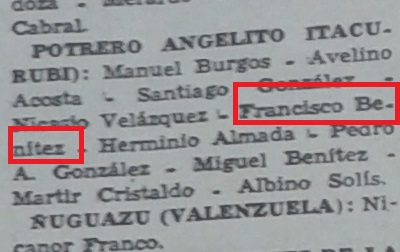 doza - Merardo
Cabral.
POTRERO ANGELITO ITACU-
RUBI): Manuel Burgos - Avelino
Acosta - Santiago González -
Nicasio Velázquez - Francisco Be-
nítez - Herminio Almada - Pedro
A. González - Miguel Benítez -
Martir Cristaldo - Albino Solís.
ÑUGUAZU (VALENZUELA): Ni-
canor Franco.